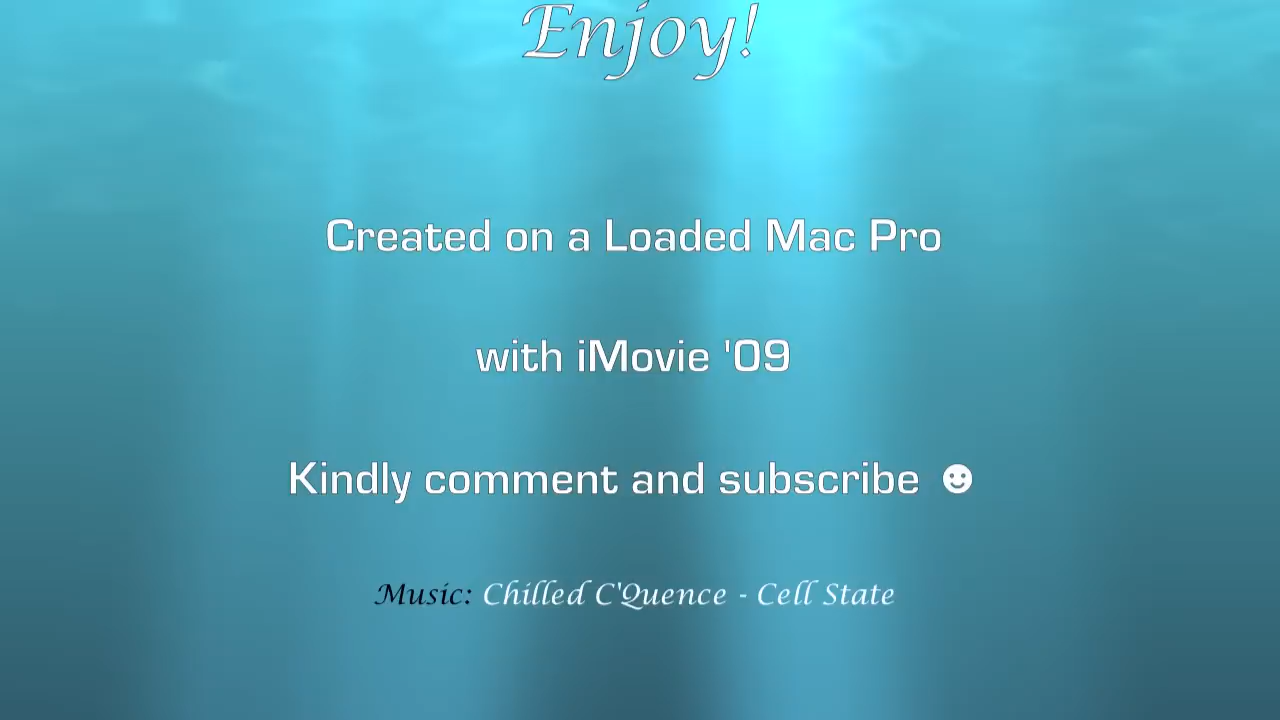 Enjoy!
Created on a Loaded Mac Pro
with iMovie '09
Kindly comment and subscribe ☻
Music: Chilled C'Quence - Cell State